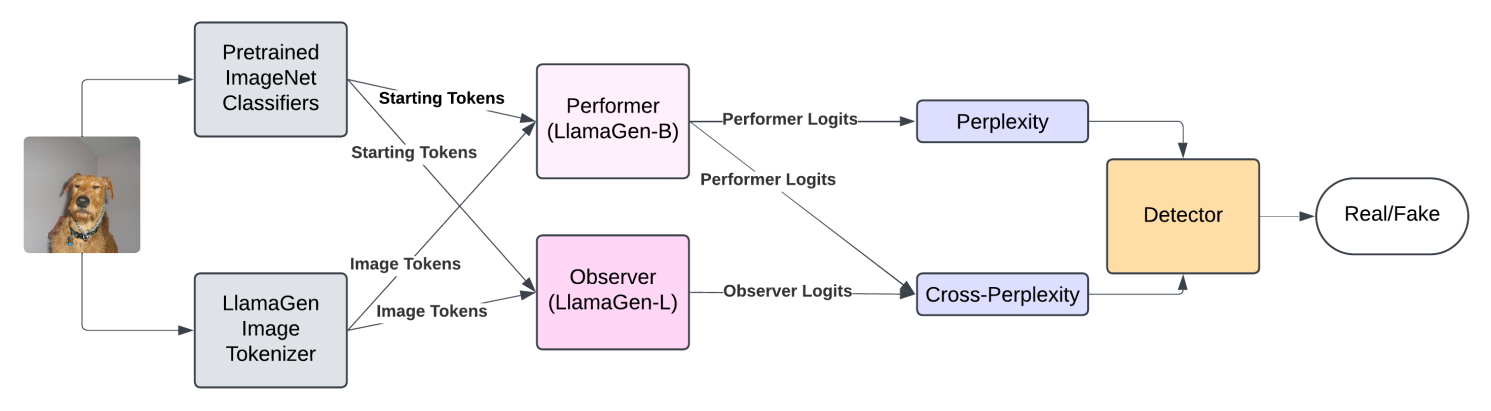 Pretrained
ImageNet
Classifiers
Starting Tokens
Starting Tokens
Performer
(LlamaGen-B)
Performer Logits
Performer Logits
Perplexity
Detector
Real/Fake
LlamaGen
Image
Tokenizer
Image Tokens
Image Tokens
Observer
(LlamaGen-L)
Observer Logits
Cross-Perplexity